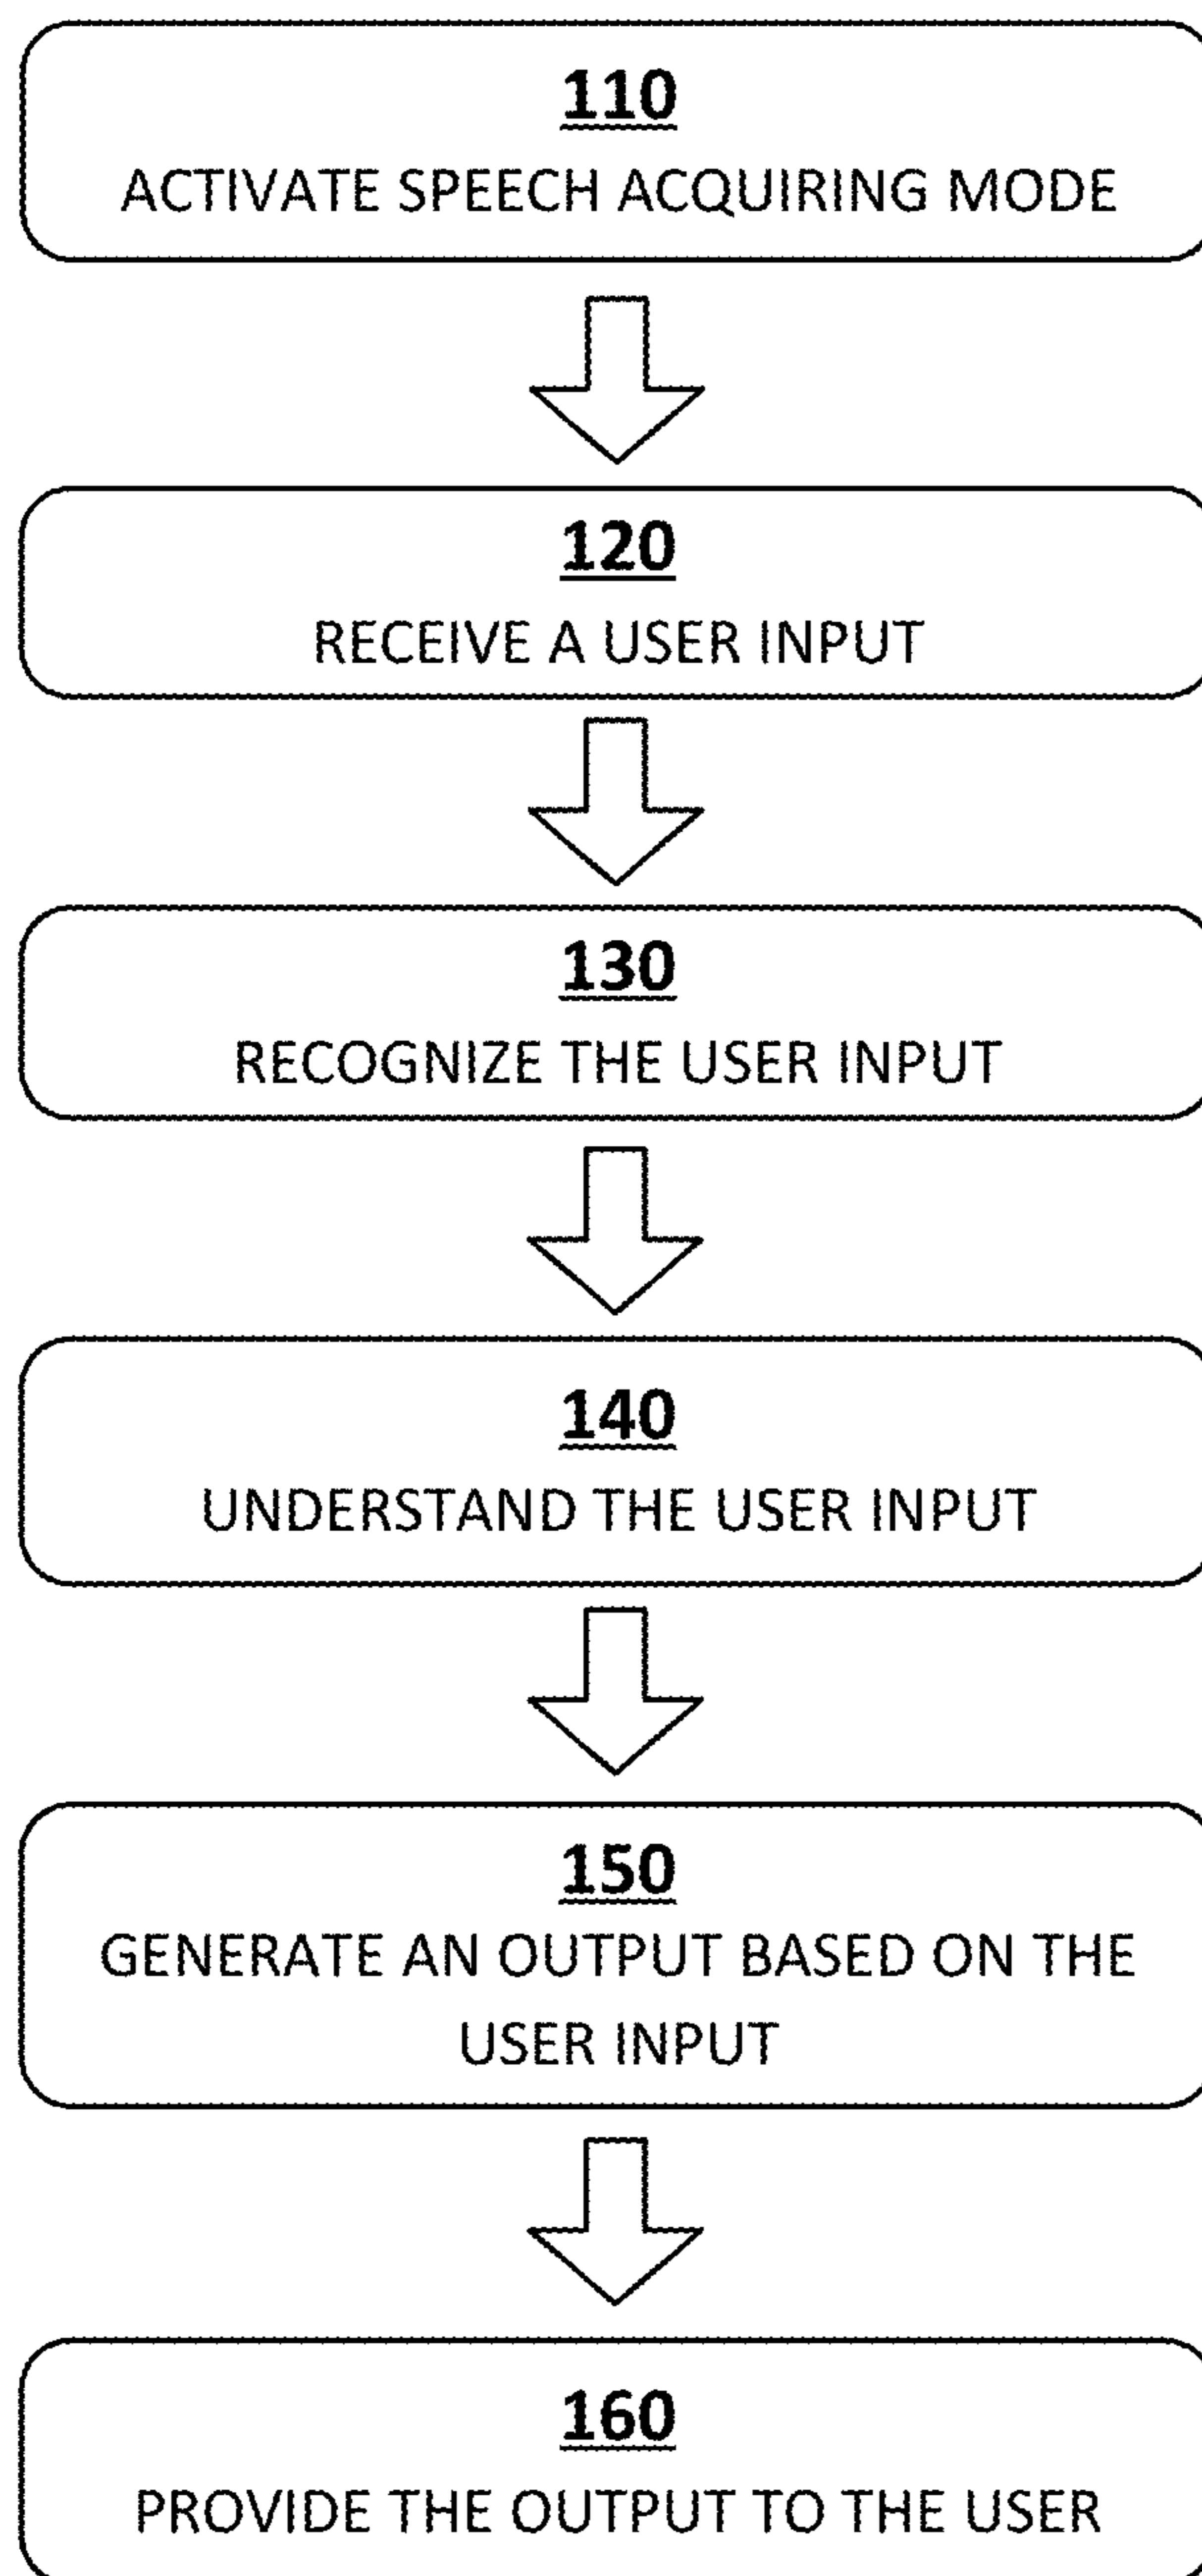 110
ACTIVATE SPEECH ACQUIRING MODE
120
RECEIVE A USER INPUT
130
RECOGNIZE THE USER INPUT
140
UNDERSTAND THE USER INPUT
150
GENERATE AN OUTPUT BASED ON THE
USER INPUT
160
PROVIDE THE OUTPUT TO THE USER